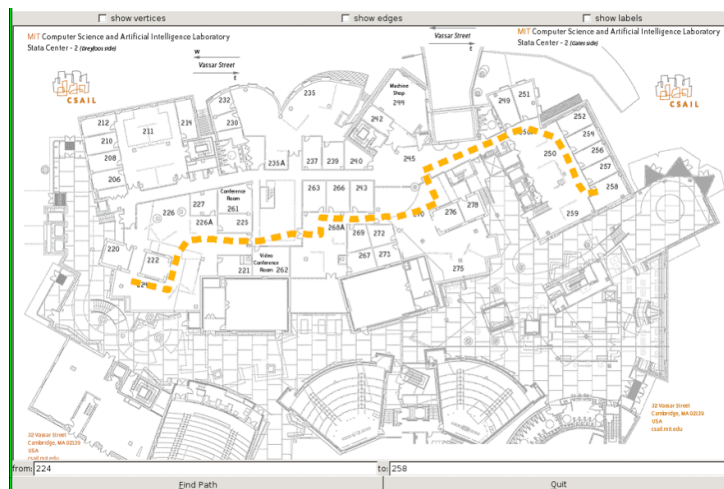 show vertices
show edges
show labels
MIT Computer Science and Artificial Intelligence Laboratory
Stata Center - 2 (Dreyfoos side)
W
Vassar Street
E
Vassar Street
E
MIT Computer Science and Artificial Intelligence Laboratory
Stata Center - 2 (Gates side)
CSAIL
CSAIL
235
Machine
Shop
244
232
230
242
249
251
252
212
211
214
210
208
206
235A
237
239
240
245
250
254
256
257
258
259
Conference
Room
261
263
266
243
227
226
226A
225
268A
269
272
276
278
220
222
221
Video
Conference
Room 262
267
273
275
32 Vassar Street
Cambridge, MA 02139
USA
csail.mit.edu
32 Vassar Street
Cambridge, MA 02139
USA
csail.mit.edu
from: 224
to: 258
Find Path
Quit